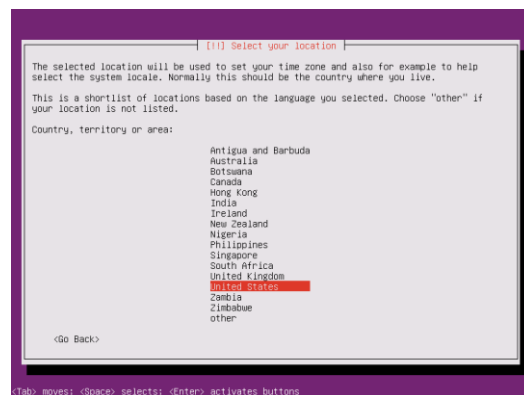 [!!] Select your location
The selected location will be used to set your time zone and also for example to help
select the system locale. Normally this should be the country where you live.
This is a shortlist of locations based on the language you selected. Choose "other" if
your location is not listed.
Country, territory or area:
Antigua and Barbuda
Australia
Botswana
Canada
Hong Kong
India
Ireland
New Zealand
Nigeria
Philippines
Singapore
South Africa
United Kingdom
United States
Zambia
Zimbabwe
other
<Go Back>
<Tab> moves; <Space> selects; <Enter> activates buttons